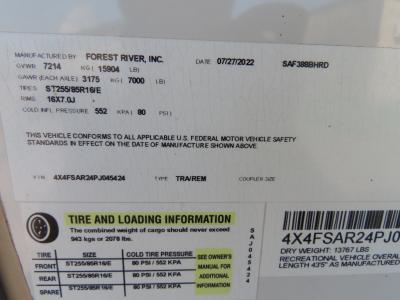 MANUFACTURED BY FOREST RIVER, INC. DATE 07/27/2022 SAF388BHRD
GVWR 7214 KG ( 15904 LB)
GAWR (EACH AXLE) 3175 KG ( 7000 LB)
TIRES ST255/85R16/E
RIMS 16X7.0J
COLD INFL. PRESSURE 552 KPA ( 80 PSI)
THIS VEHICLE CONFORMS TO ALL APPLICABLE U.S. FEDERAL MOTOR VEHICLE SAFETY
STANDARDS IN EFFECT ON THE DATE OF MANUFACTURE SHOWN ABOVE.
V.I.N. 4X4FSAR24PJ045424 TYPE TRA/REM COUPLER SIZE
TIRE AND LOADING INFORMATION
The combined weight of cargo should never exceed
943 kgs or 2078 lbs.
TIRE SIZE COLD TIRE PRESSURE
FRONT ST255/85R16/E 80 PSI / 552 KPA
REAR ST255/85R16/E 80 PSI / 552 KPA
SPARE ST255/85R16/E 80 PSI / 552 KPA
SEE OWNER'S
MANUAL FOR
ADDITIONAL
INFORMATION
SAJ045424
4X4FSAR24PJ0
DRY WEIGHT: 13767 LBS
RECREATIONAL VEHICLE OVERAL
LENGTH 43'5" AS MANUFACTURED